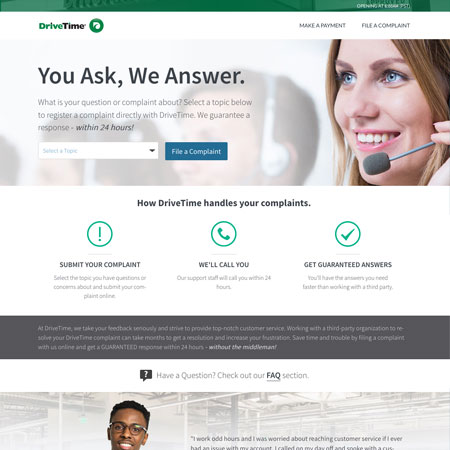 OPENING AT 6:00AM (PST)
DriveTime
MAKE A PAYMENT
FILE A COMPLAINT
You Ask, We Answer.
What is your question or complaint about? Select a topic below
to register a complaint directly with DriveTime. We guarantee a
response - within 24 hours!
Select a Topic
File a Complaint
How DriveTime handles your complaints.
SUBMIT YOUR COMPLAINT
Select the topic you have questions or
concerns about and submit your com-
plaint online.
WE'LL CALL YOU
Our support staff will call you within 24
hours.
GET GUARANTEED ANSWERS
You'll have the answers you need
faster than working with a third party.
At DriveTime, we take your feedback seriously and strive to provide top-notch customer service. Working with a third-party organization to re-
solve your DriveTime complaint can take months to get a resolution and increase your frustration. Save time and trouble by filing a complaint
with us online and get a GUARANTEED response within 24 hours - without the middleman!
? Have a Question? Check out our FAQ section.
"I work odd hours and I was worried about reaching customer service if I ever
had an issue with my account. I called on my day off and spoke with a cus-